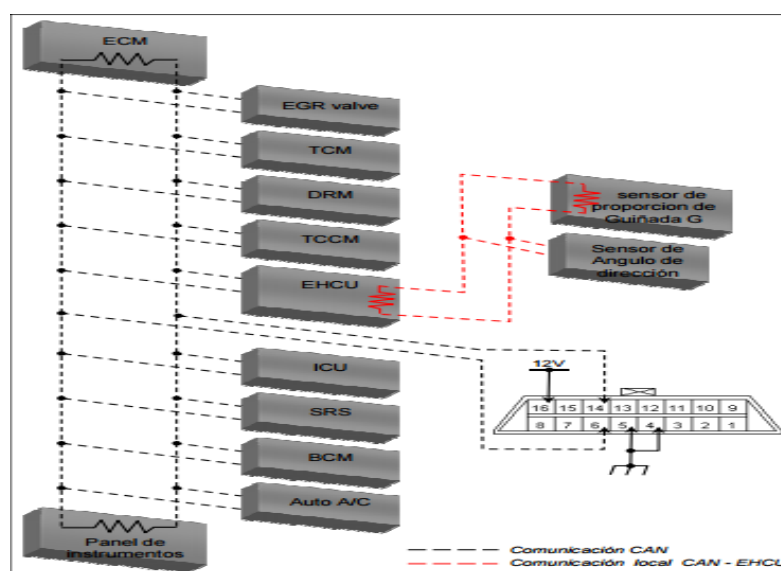 ECM
EGR valve
TCM
DRM
TCCM
EHCU
sensor de
proporcion de
Guiñada G
Sensor de
Angulo de
dirección
12V
16 15 14 13 12 11 10 9
8 7 6 5 4 3 2 1
ICU
SRS
BCM
Auto A/C
Panel de
instrumentos
Comunicación CAN
Comunicación local CAN - EHCU